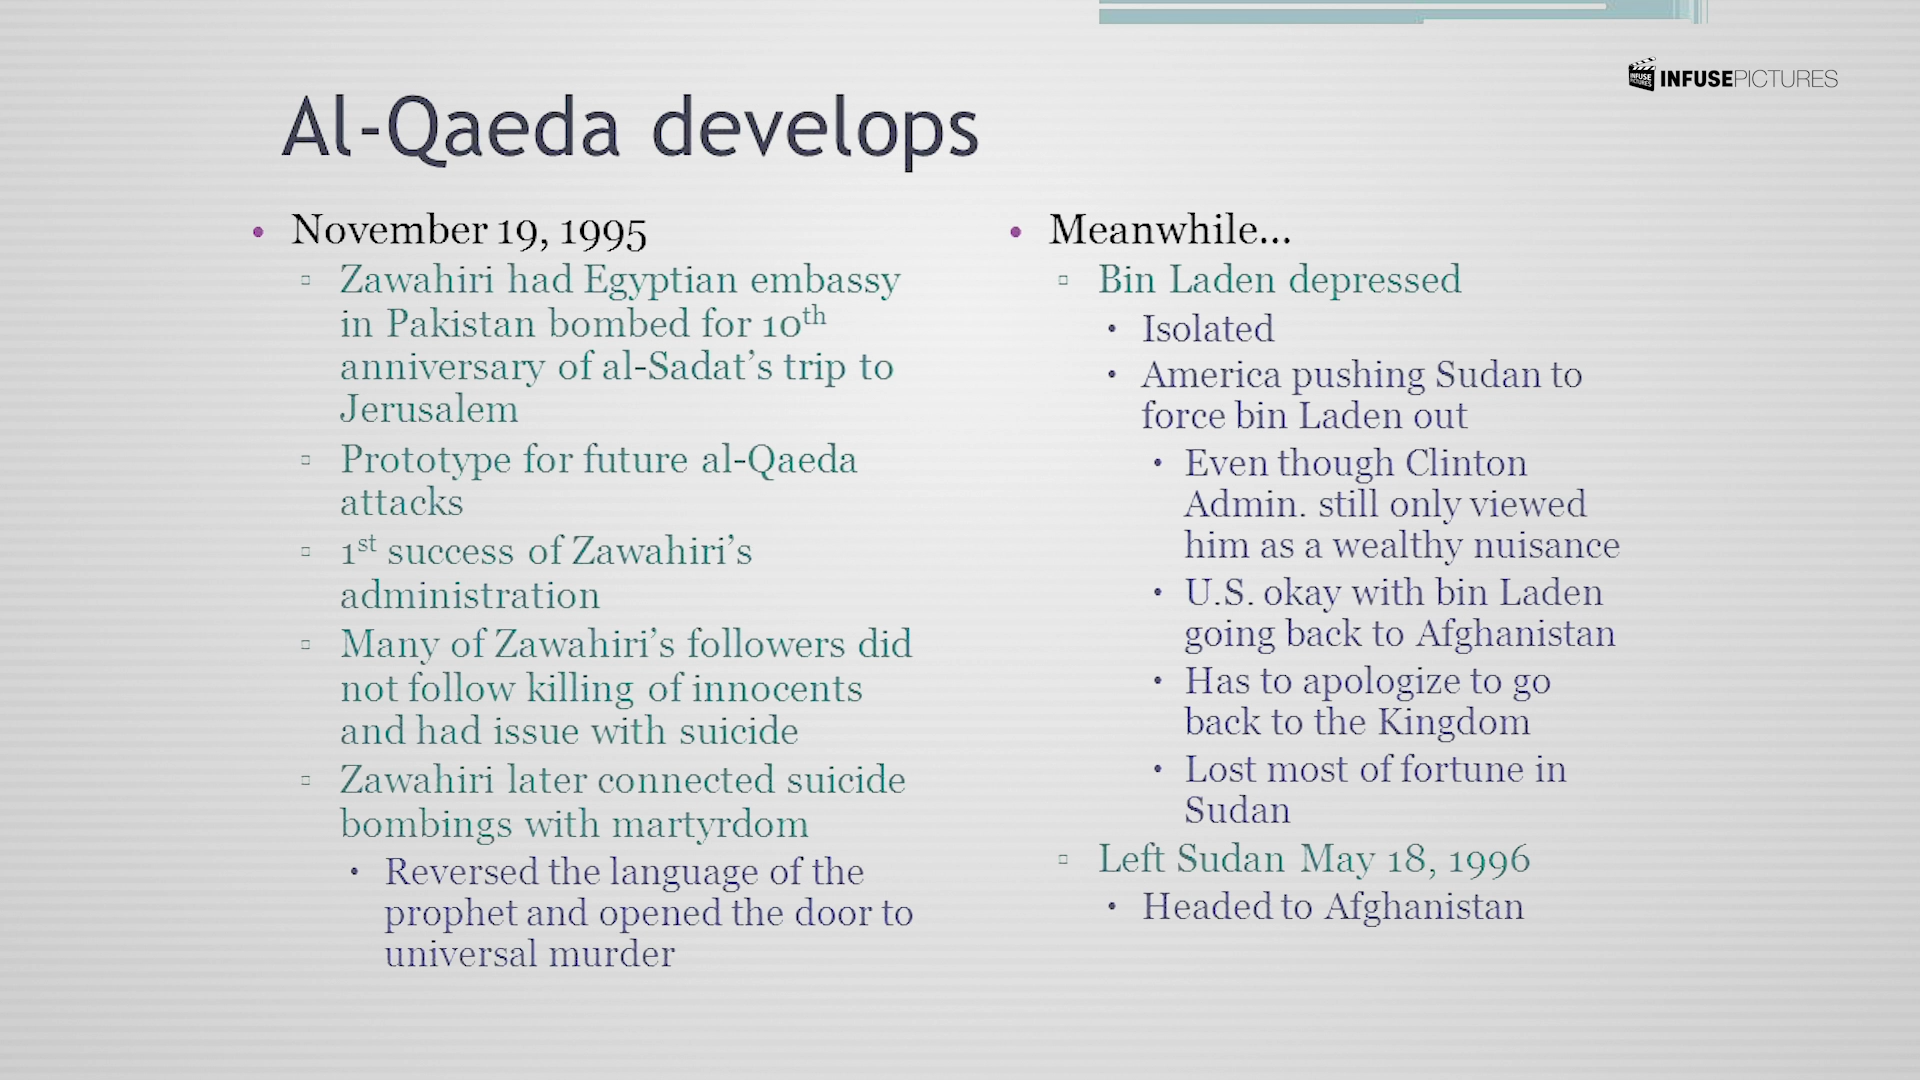 INFUSEPICTURES
Al-Qaeda develops
• November 19, 1995
▫ Zawahiri had Egyptian embassy
in Pakistan bombed for 10th
anniversary of al-Sadat's trip to
Jerusalem
▫ Prototype for future al-Qaeda
attacks
▫ 1st success of Zawahiri's
administration
▫ Many of Zawahiri's followers did
not follow killing of innocents
and had issue with suicide
▫ Zawahiri later connected suicide
bombings with martyrdom
• Reversed the language of the
prophet and opened the door to
universal murder
• Meanwhile...
▫ Bin Laden depressed
• Isolated
• America pushing Sudan to
force bin Laden out
• Even though Clinton
Admin. still only viewed
him as a wealthy nuisance
• U.S. okay with bin Laden
going back to Afghanistan
• Has to apologize to go
back to the Kingdom
• Lost most of fortune in
Sudan
▫ Left Sudan May 18, 1996
• Headed to Afghanistan